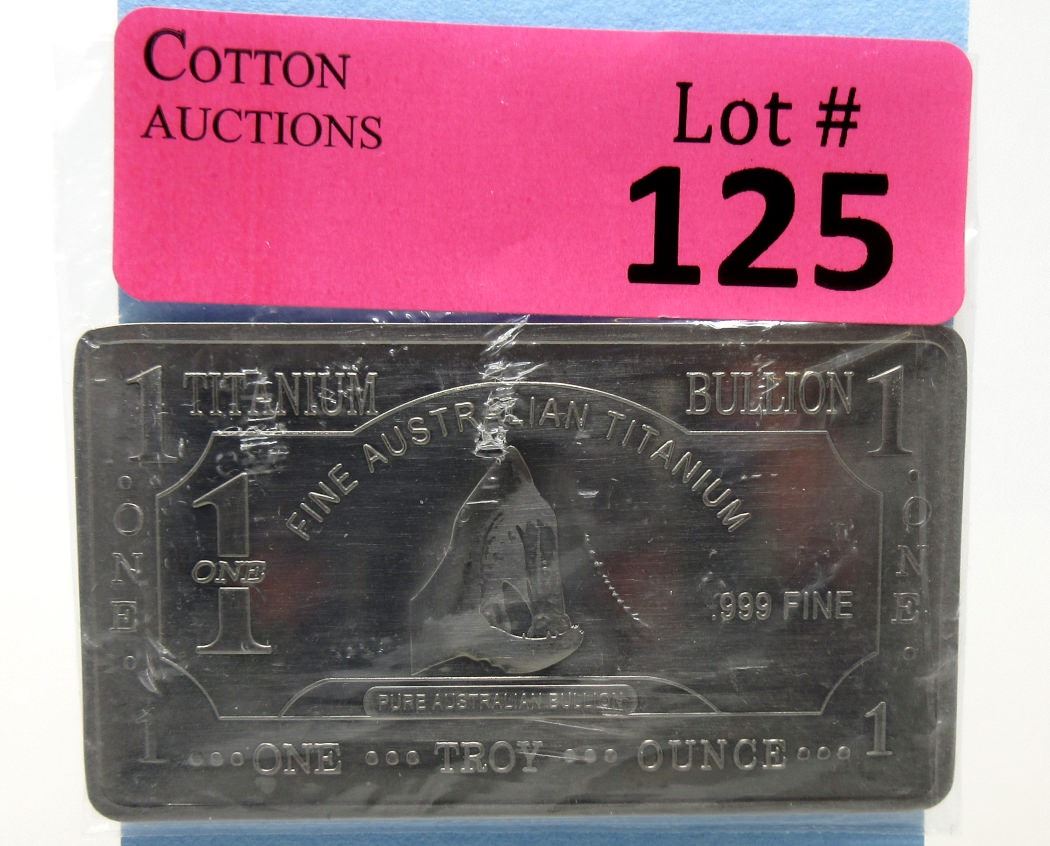 COTTON
AUCTIONS
Lot #
125
1 TITANIUM BULLION 1
FINE AUSTRALIAN TITANIUM
.ONE.
1
ONE
.999 FINE
.ONE.
PURE AUSTRALIAN BULLION
1 ...ONE ... TROY ... OUNCE... 1